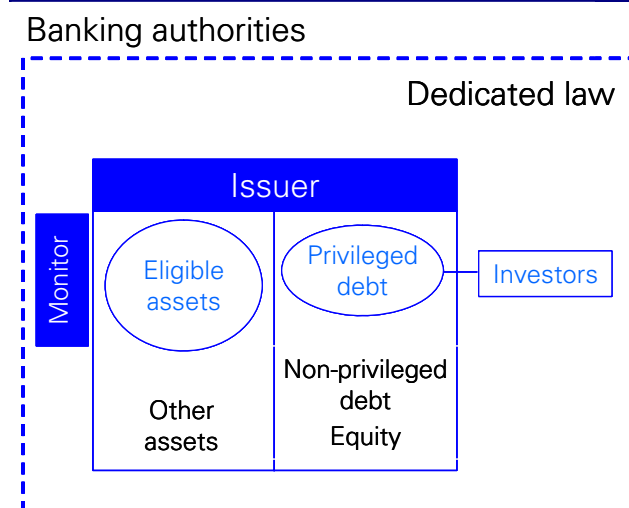 Banking authorities
Dedicated law
Issuer
Monitor
Eligible
assets
Privileged
debt
Investors
Other
assets
Non-privileged
debt
Equity